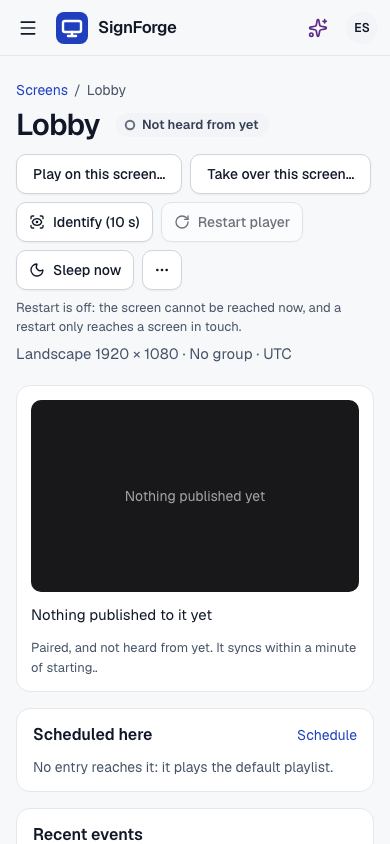 SignForge
ES
Screens / Lobby
Lobby
Not heard from yet
Play on this screen...
Take over this screen...
Identify (10 s)
Restart player
Sleep now
...
Restart is off: the screen cannot be reached now, and a
restart only reaches a screen in touch.
Landscape 1920 × 1080 · No group · UTC
Nothing published yet
Nothing published to it yet
Paired, and not heard from yet. It syncs within a minute
of starting..
Scheduled here
Schedule
No entry reaches it: it plays the default playlist.
Recent events